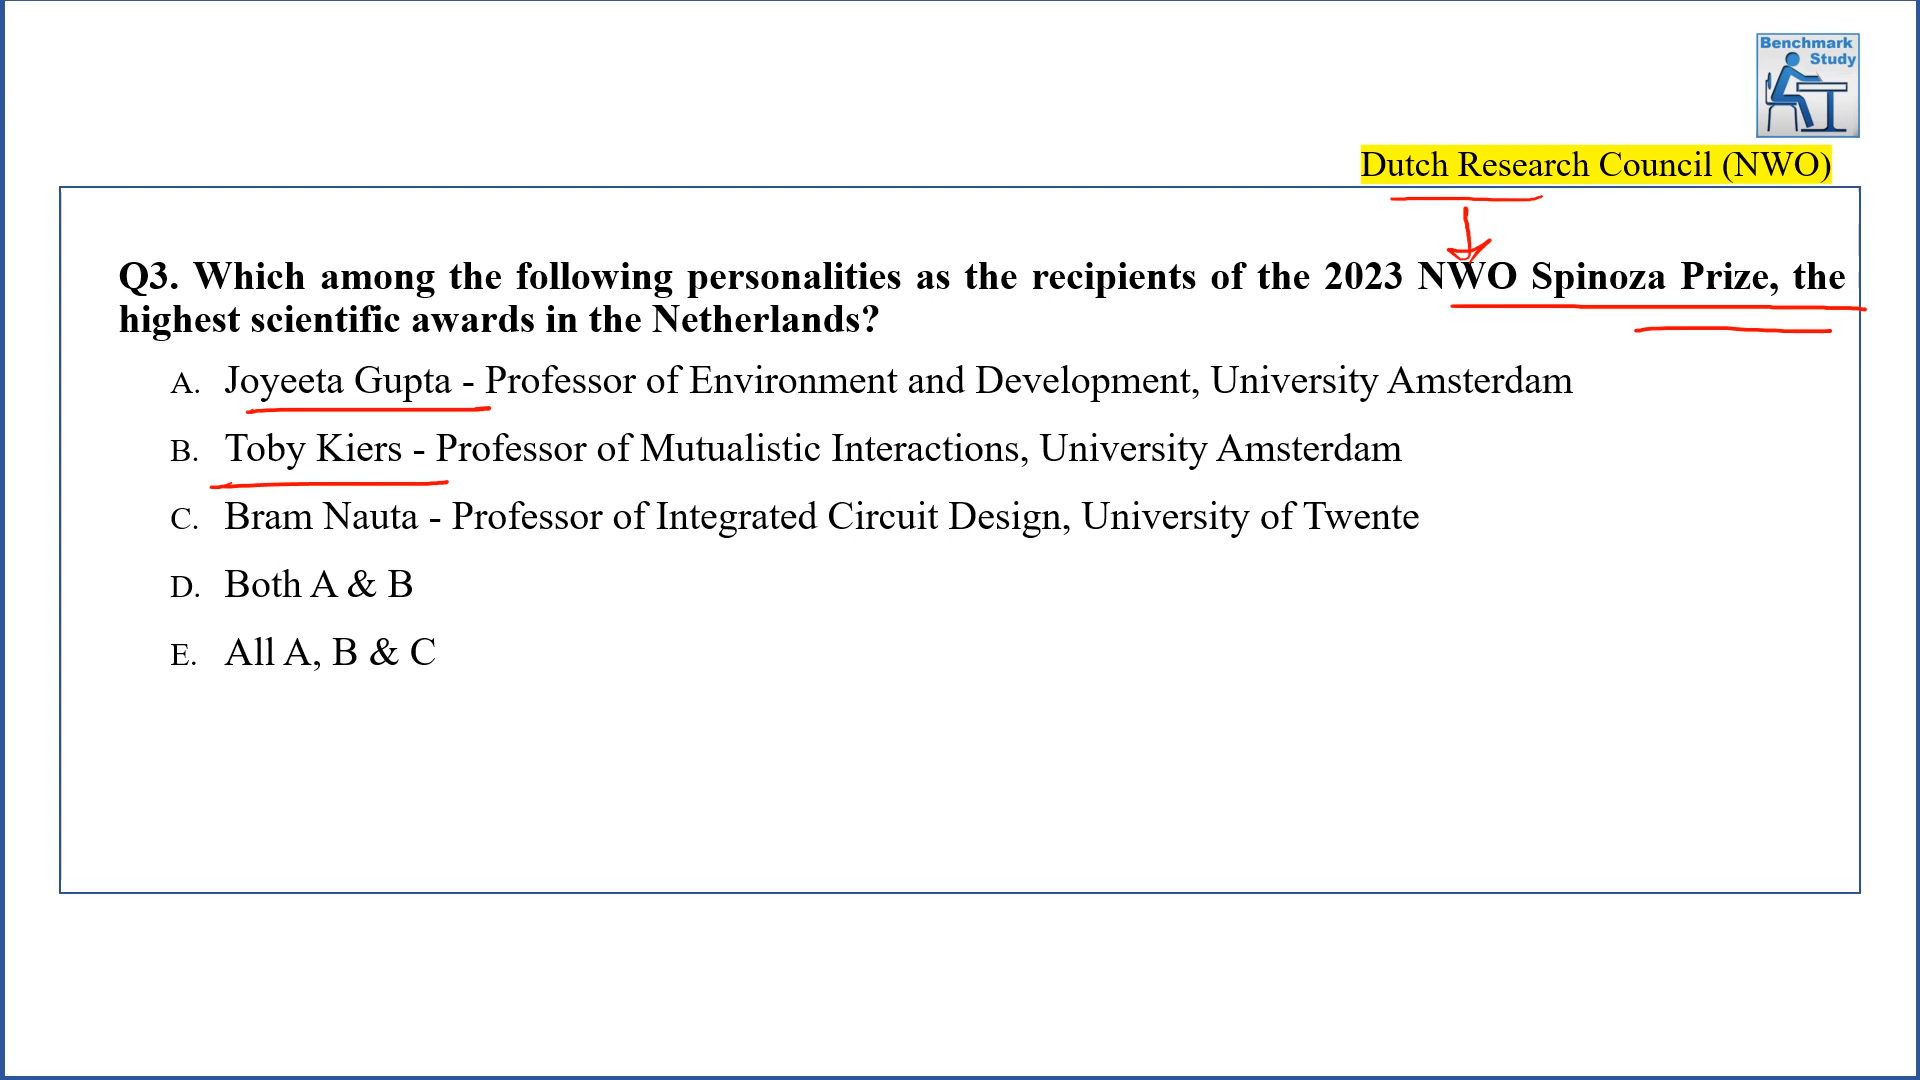 Benchmark
Study
Dutch Research Council (NWO)
Q3. Which among the following personalities as the recipients of the 2023 NWO Spinoza Prize, the
highest scientific awards in the Netherlands?
A. Joyeeta Gupta - Professor of Environment and Development, University Amsterdam
B. Toby Kiers - Professor of Mutualistic Interactions, University Amsterdam
C. Bram Nauta - Professor of Integrated Circuit Design, University of Twente
D. Both A & B
E. All A, B & C